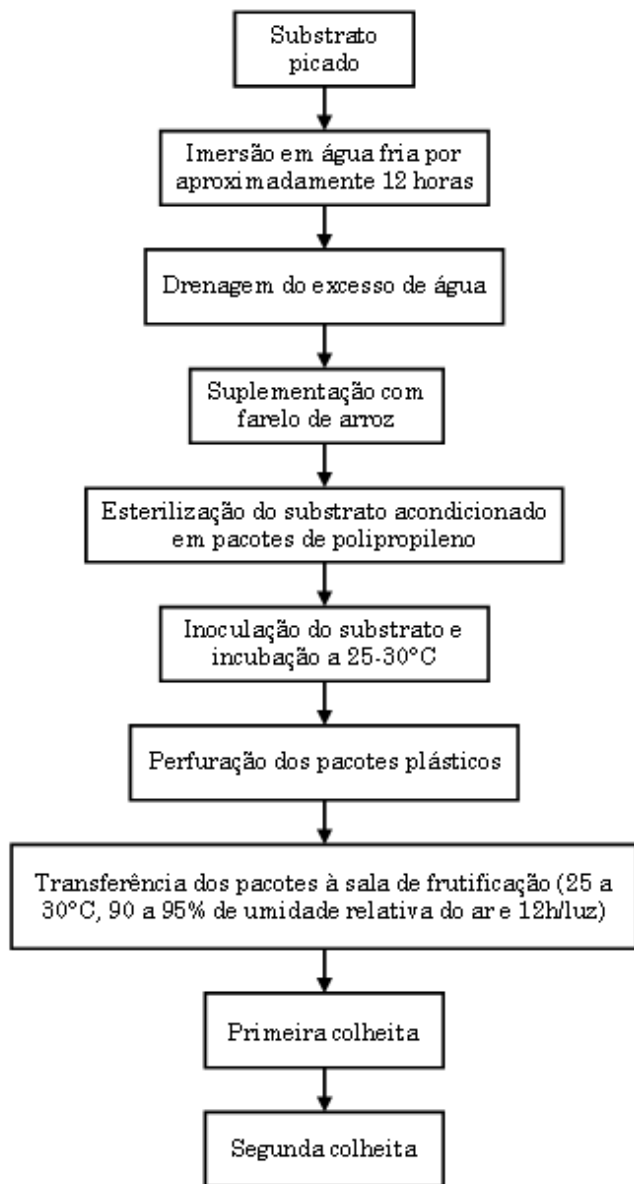 Substrato
picado
Imersão em água fria por
aproximadamente 12 horas
Drenagem do excesso de água
Suplementação com
farelo de arroz
Esterilização do substrato acondicionado
em pacotes de polipropileno
Inoculação do substrato e
incubação a 25-30°C
Perfuração dos pacotes plásticos
Transferência dos pacotes à sala de frutificação (25 a
30°C, 90 a 95% de umidade relativa do ar e 12h/luz)
Primeira colheita
Segunda colheita